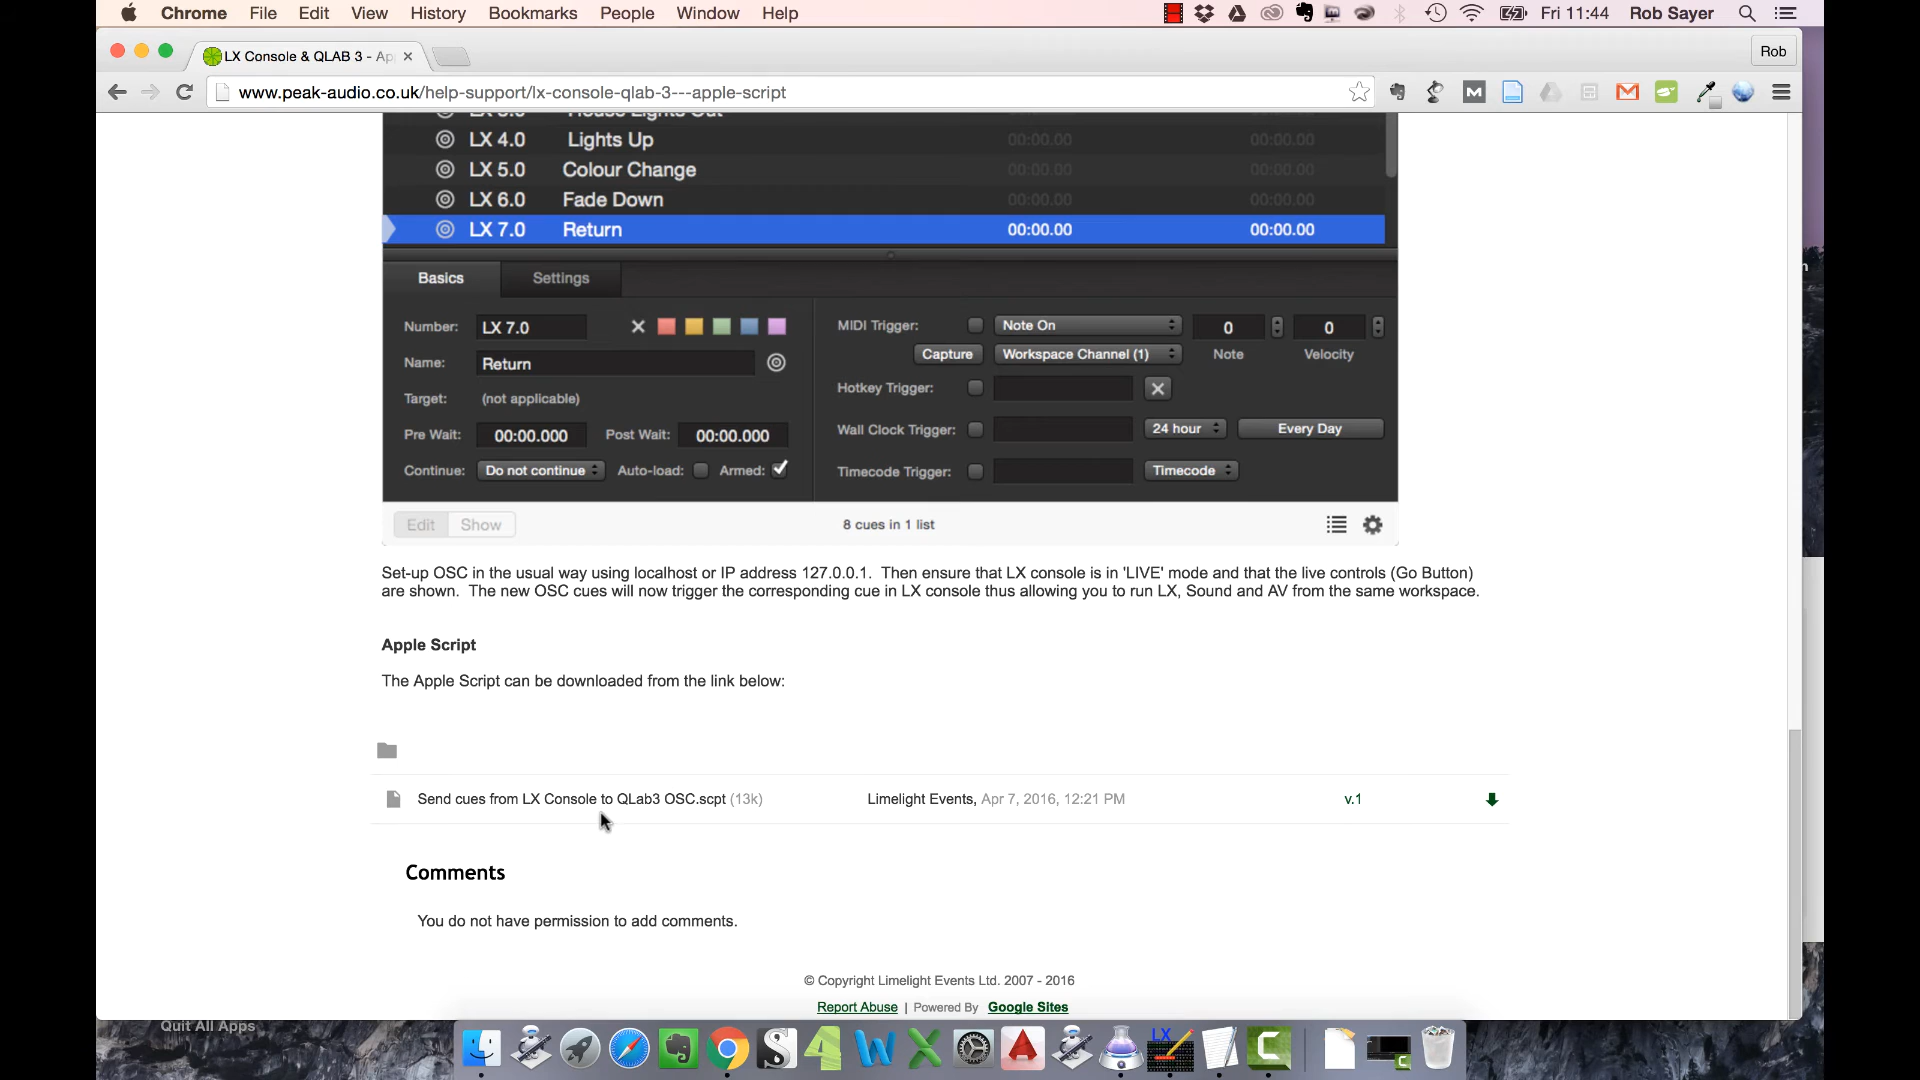 Chrome File Edit View History Bookmarks People Window Help Fri 11:44 Rob Sayer
LX Console & QLAB 3 - Ap Rob
www.peak-audio.co.uk/help-support/lx-console-qlab-3---apple-script
LX 3.0 House Lights Out
LX 4.0 Lights Up 00:00.00 00:00.00
LX 5.0 Colour Change 00:00.00 00:00.00
LX 6.0 Fade Down 00:00.00 00:00.00
LX 7.0 Return 00:00.00 00:00.00
Basics Settings
Number: LX 7.0 MIDI Trigger: Note On 0 0
Capture Workspace Channel (1) Note Velocity
Name: Return
Hotkey Trigger:
Target: (not applicable)
Wall Clock Trigger: 24 hour Every Day
Pre Wait: 00:00.000 Post Wait: 00:00.000
Continue: Do not continue Auto-load: Armed: Timecode Trigger: Timecode
Edit Show 8 cues in 1 list
Set-up OSC in the usual way using localhost or IP address 127.0.0.1. Then ensure that LX console is in 'LIVE' mode and that the live controls (Go Button)
are shown. The new OSC cues will now trigger the corresponding cue in LX console thus allowing you to run LX, Sound and AV from the same workspace.
Apple Script
The Apple Script can be downloaded from the link below:
Send cues from LX Console to QLab3 OSC.scpt (13k) Limelight Events, Apr 7, 2016, 12:21 PM v.1
Comments
You do not have permission to add comments.
© Copyright Limelight Events Ltd. 2007 - 2016
Report Abuse | Powered By Google Sites
Quit All Apps
LX